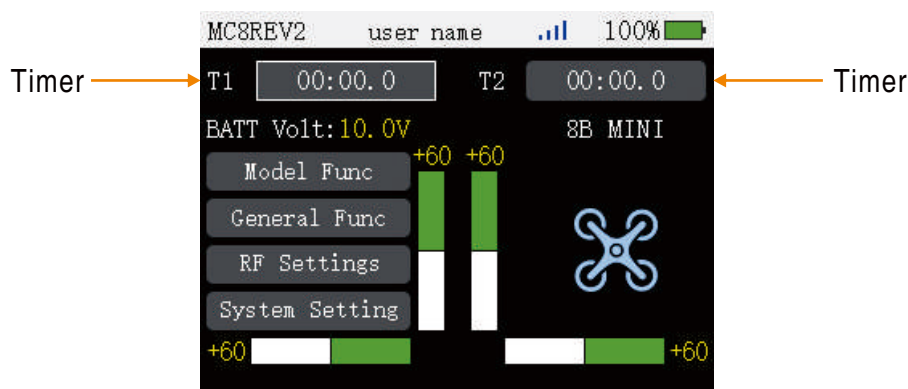 MC8REV2 user name 100%
Timer T1 00:00.0 T2 00:00.0 Timer
BATT Volt:10.0V 8B MINI
+60 +60
Model Func
General Func
RF Settings
System Setting
+60 +60